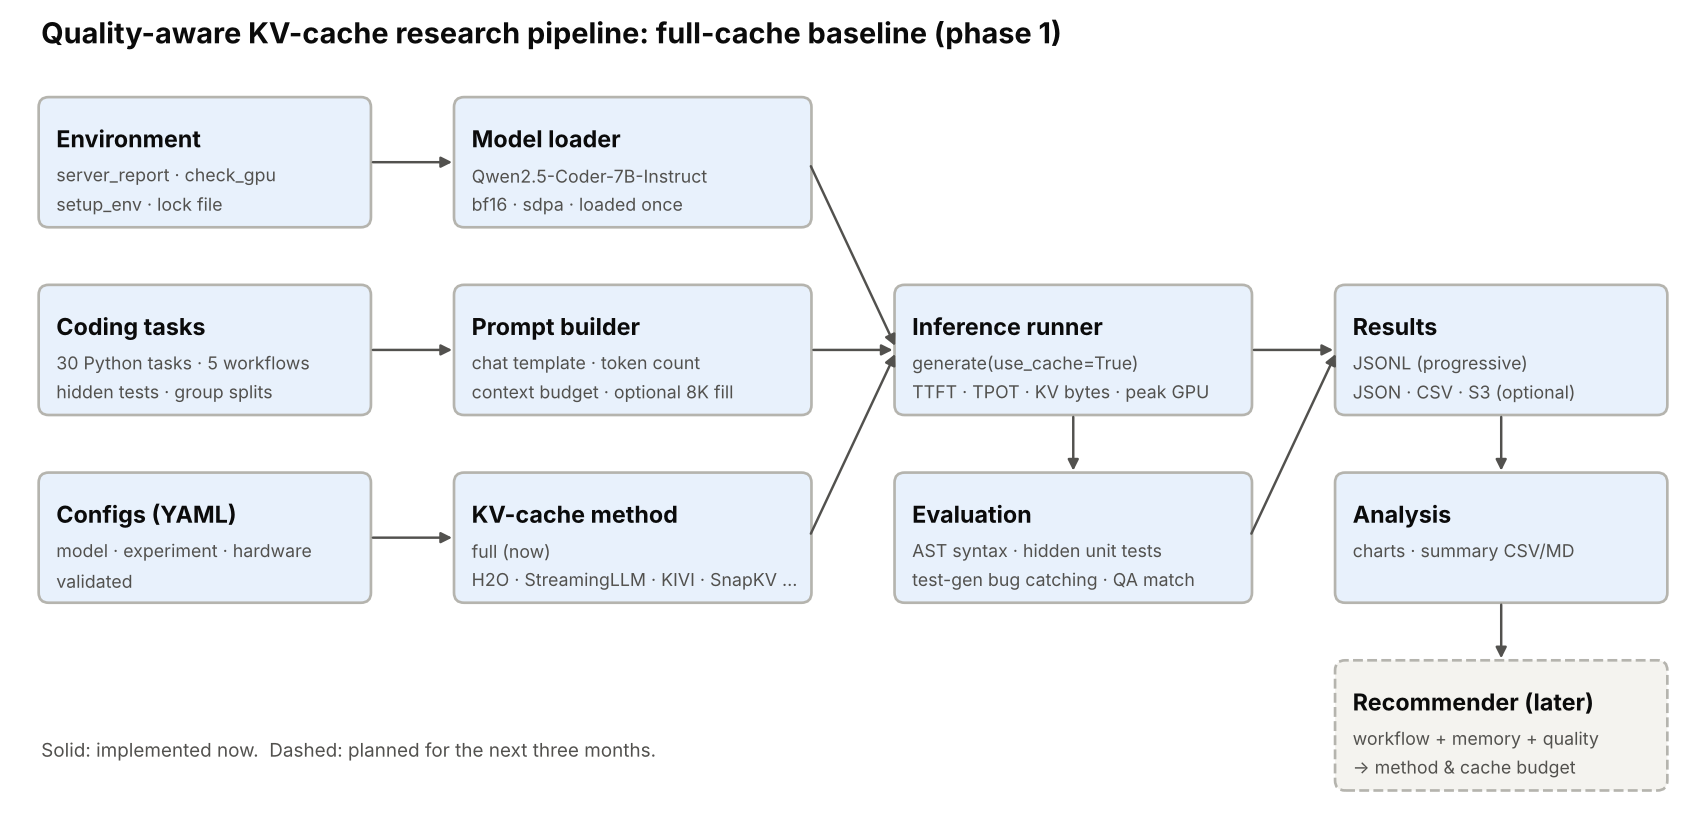 Quality-aware KV-cache research pipeline: full-cache baseline (phase 1)
Environment
server_report · check_gpu
setup_env · lock file
Model loader
Qwen2.5-Coder-7B-Instruct
bf16 · sdpa · loaded once
Coding tasks
30 Python tasks · 5 workflows
hidden tests · group splits
Prompt builder
chat template · token count
context budget · optional 8K fill
Inference runner
generate(use_cache=True)
TTFT · TPOT · KV bytes · peak GPU
Results
JSONL (progressive)
JSON · CSV · S3 (optional)
Configs (YAML)
model · experiment · hardware
validated
KV-cache method
full (now)
H2O · StreamingLLM · KIVI · SnapKV ...
Evaluation
AST syntax · hidden unit tests
test-gen bug catching · QA match
Analysis
charts · summary CSV/MD
Recommender (later)
workflow + memory + quality
→ method & cache budget
Solid: implemented now.  Dashed: planned for the next three months.